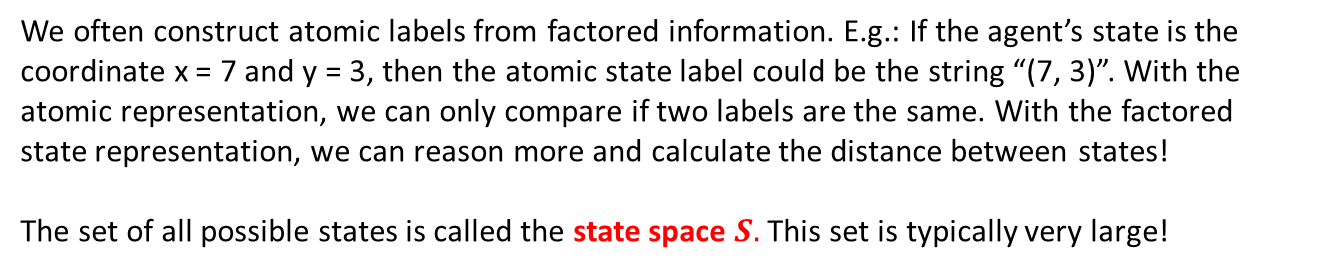 We often construct atomic labels from factored information. E.g.: If the agent’s state is the
coordinate x = 7 and y = 3, then the atomic state label could be the string “(7, 3)”. With the
atomic representation, we can only compare if two labels are the same. With the factored
state representation, we can reason more and calculate the distance between states!
The set of all possible states is called the state space S. This set is typically very large!